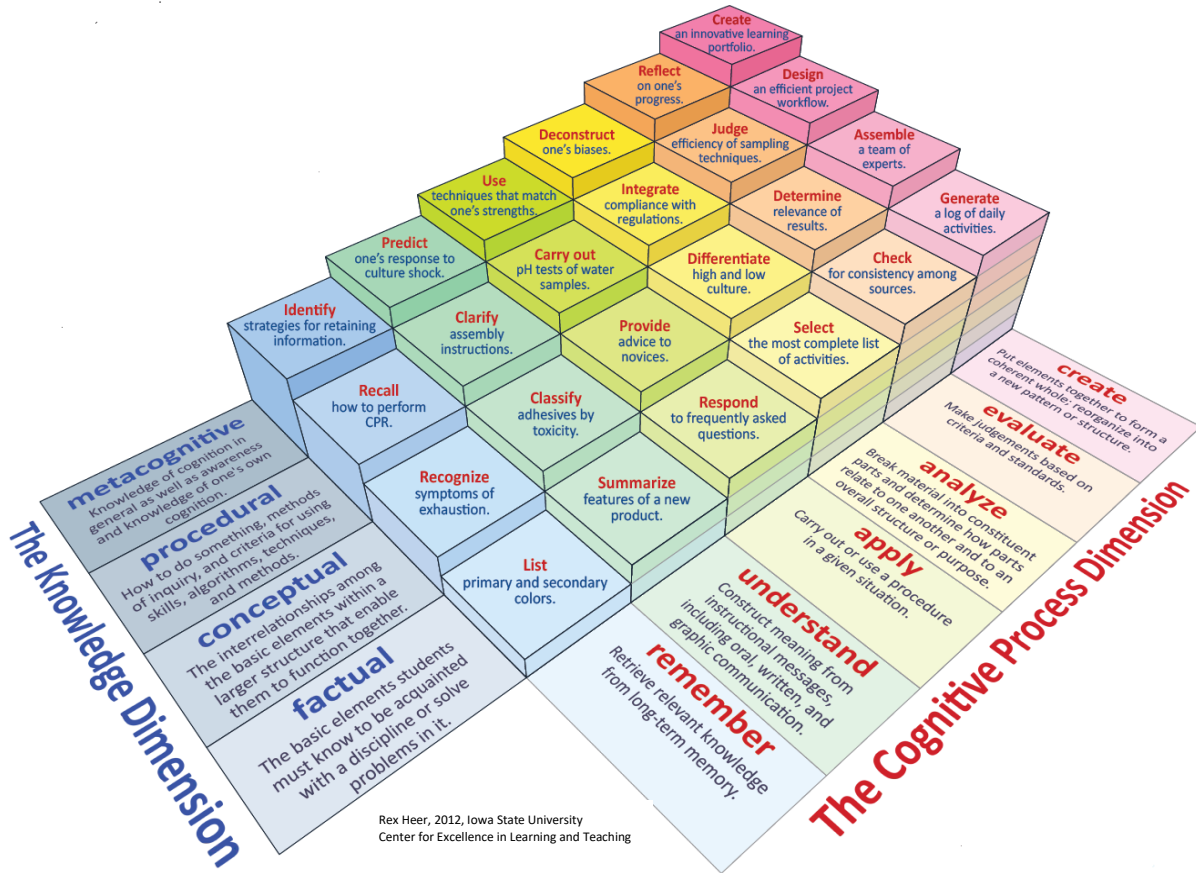 Create
an innovative learning
portfolio.
Reflect
on one's
progress.
Design
an efficient project
workflow.
Deconstruct
one's biases.
Judge
efficiency of sampling
techniques.
Assemble
a team of
experts.
Use
techniques that match
one's strengths.
Integrate
compliance with
regulations.
Determine
relevance of
results.
Generate
a log of daily
activities.
Predict
one's response to
culture shock.
Carry out
pH tests of water
samples.
Differentiate
high and low
culture.
Check
for consistency among
sources.
Identify
strategies for retaining
information.
Clarify
assembly
instructions.
Provide
advice to
novices.
Select
the most complete list
of activities.
Recall
how to perform
CPR.
Classify
adhesives by
toxicity.
Respond
to frequently asked
questions.
Recognize
symptoms of
exhaustion.
Summarize
features of a new
product.
List
primary and secondary
colors.
metacognitive
Knowledge of cognition in
general as well as awareness
and knowledge of one's own
cognition.
procedural
How to do something, methods
of inquiry, and criteria for using
skills, algorithms, techniques,
and methods.
conceptual
The interrelationships among
the basic elements within a
larger structure that enable
them to function together.
factual
The basic elements students
must know to be acquainted
with a discipline or solve
problems in it.
The Knowledge Dimension
create
Put elements together to form a
coherent whole; reorganize into
a new pattern or structure.
evaluate
Make judgements based on
criteria and standards.
analyze
Break material into constituent
parts and determine how parts
relate to one another and to an
overall structure or purpose.
apply
Carry out or use a procedure
in a given situation.
understand
Construct meaning from
instructional messages,
including oral, written, and
graphic communication.
remember
Retrieve relevant knowledge
from long-term memory.
The Cognitive Process Dimension
Rex Heer, 2012, Iowa State University
Center for Excellence in Learning and Teaching